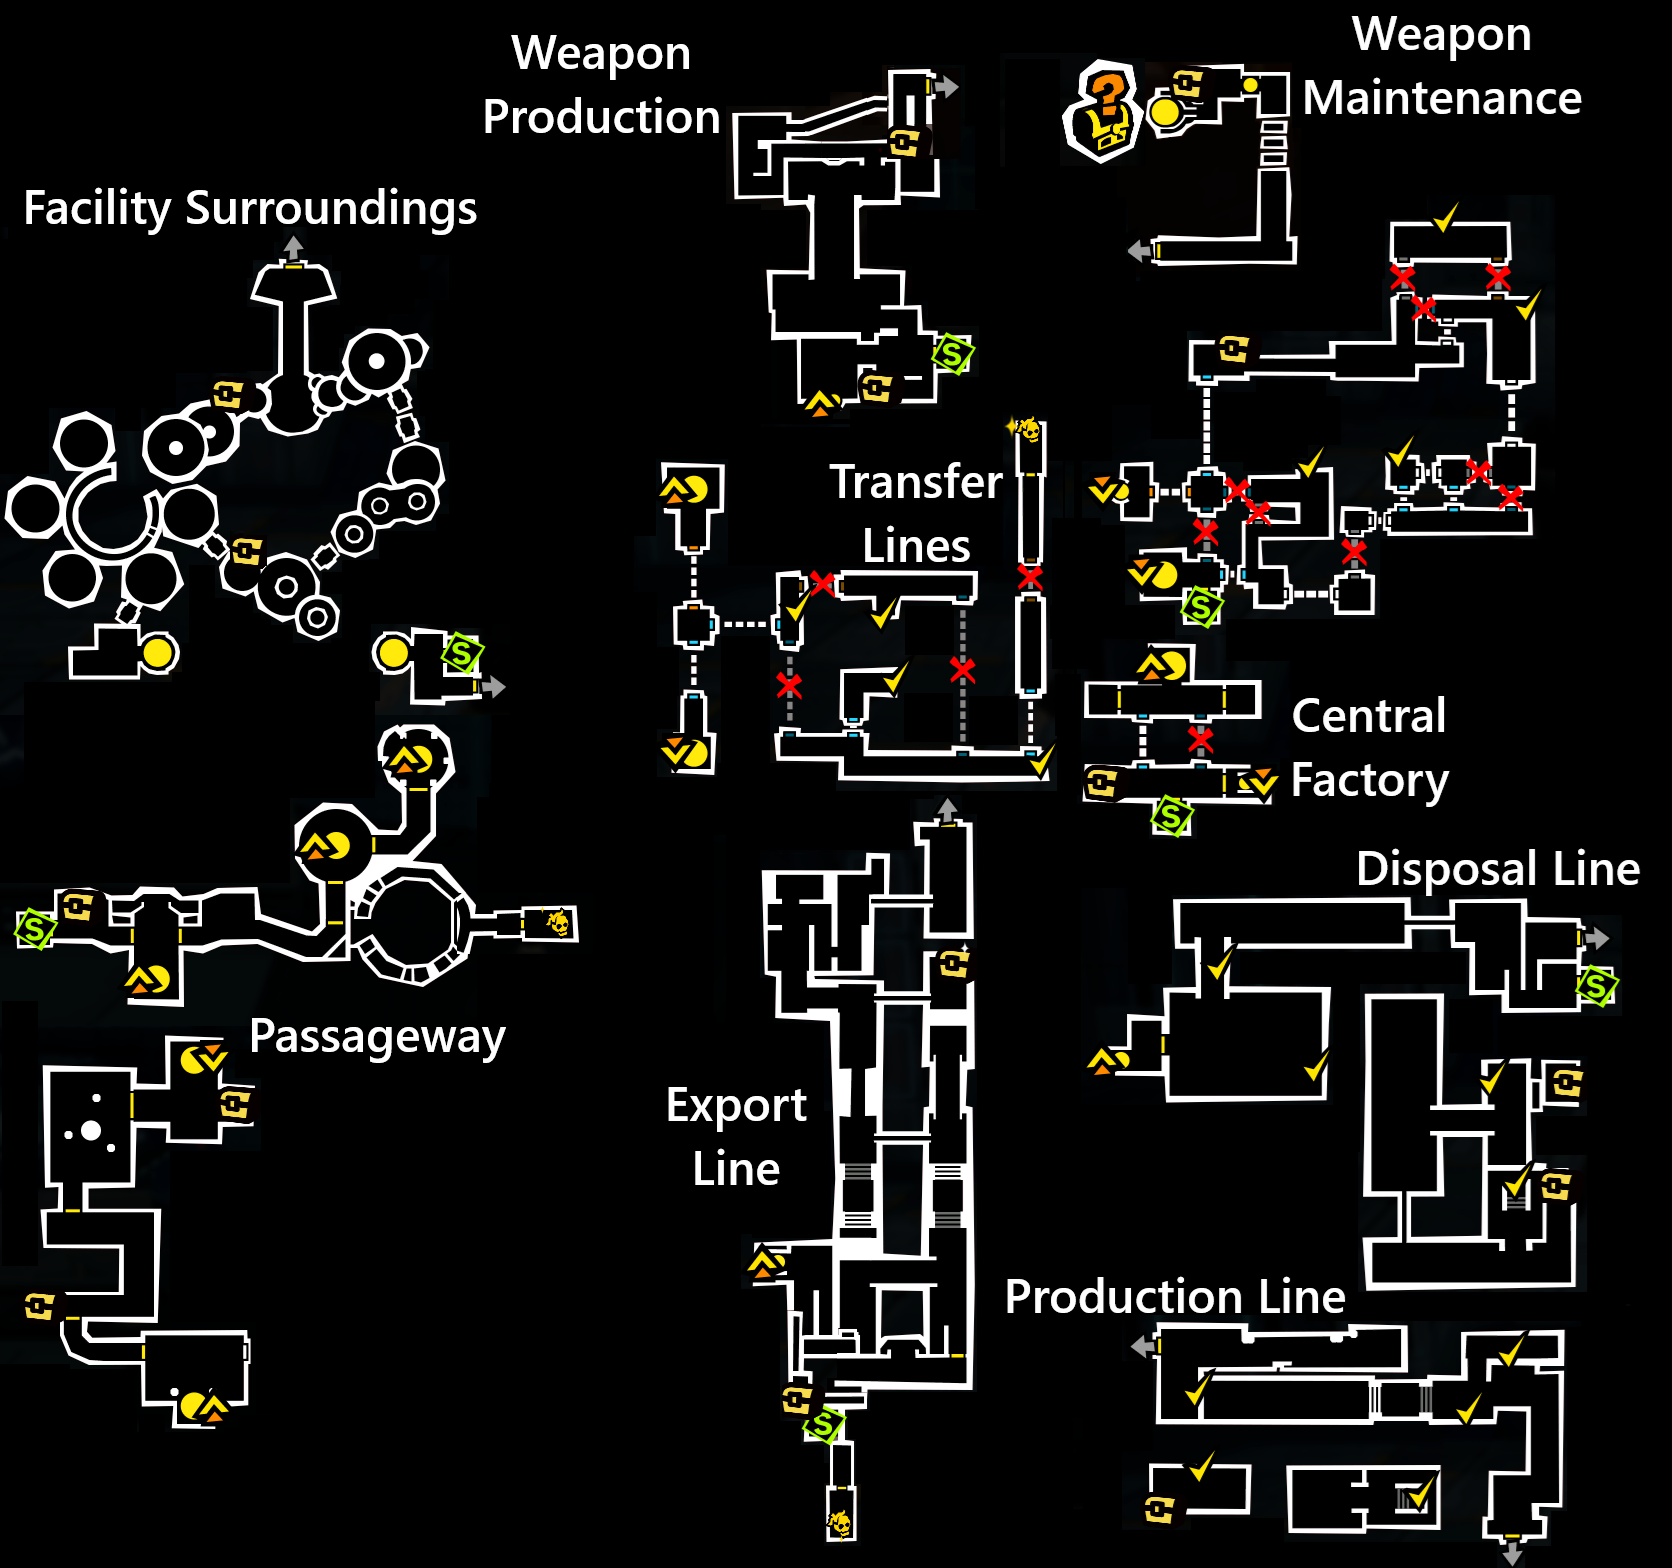 Weapon
Production
Weapon
Maintenance
?
Facility Surroundings
S
Transfer
Lines
S
S
Central
Factory
S
Disposal Line
S
S
Passageway
Export
Line
Production Line
S